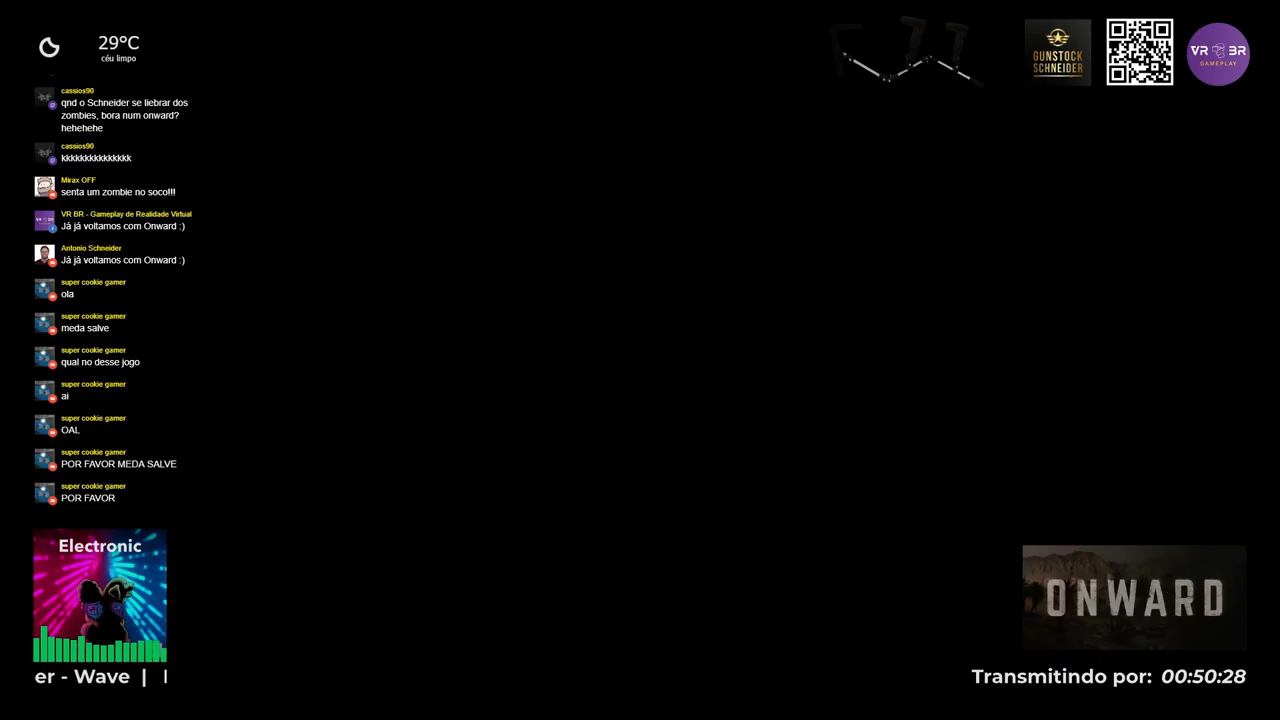 29°C
céu limpo
GUNSTOCK
SCHNEIDER
VR BR
GAMEPLAY
cassios90
qnd o Schneider se liebrar dos
zombies, bora num onward?
hehehehe
cassios90
kkkkkkkkkkkkkkk
Mirax OFF
senta um zombie no soco!!!
VR BR - Gameplay de Realidade Virtual
Já já voltamos com Onward :)
Antonio Schneider
Já já voltamos com Onward :)
super cookie gamer
ola
super cookie gamer
meda salve
super cookie gamer
qual no desse jogo
super cookie gamer
ai
super cookie gamer
OAL
super cookie gamer
POR FAVOR MEDA SALVE
super cookie gamer
POR FAVOR
Electronic
ONWARD
er - Wave |
Transmitindo por: 00:50:28